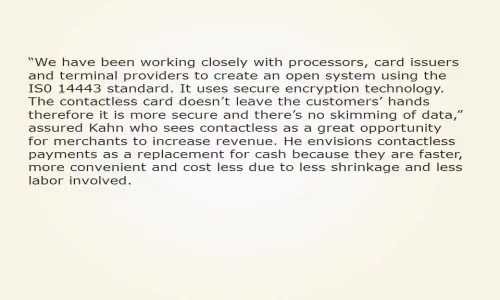 “We have been working closely with processors, card issuers
and terminal providers to create an open system using the
IS0 14443 standard. It uses secure encryption technology.
The contactless card doesn’t leave the customers’ hands
therefore it is more secure and there’s no skimming of data,”
assured Kahn who sees contactless as a great opportunity
for merchants to increase revenue. He envisions contactless
payments as a replacement for cash because they are faster,
more convenient and cost less due to less shrinkage and less
labor involved.